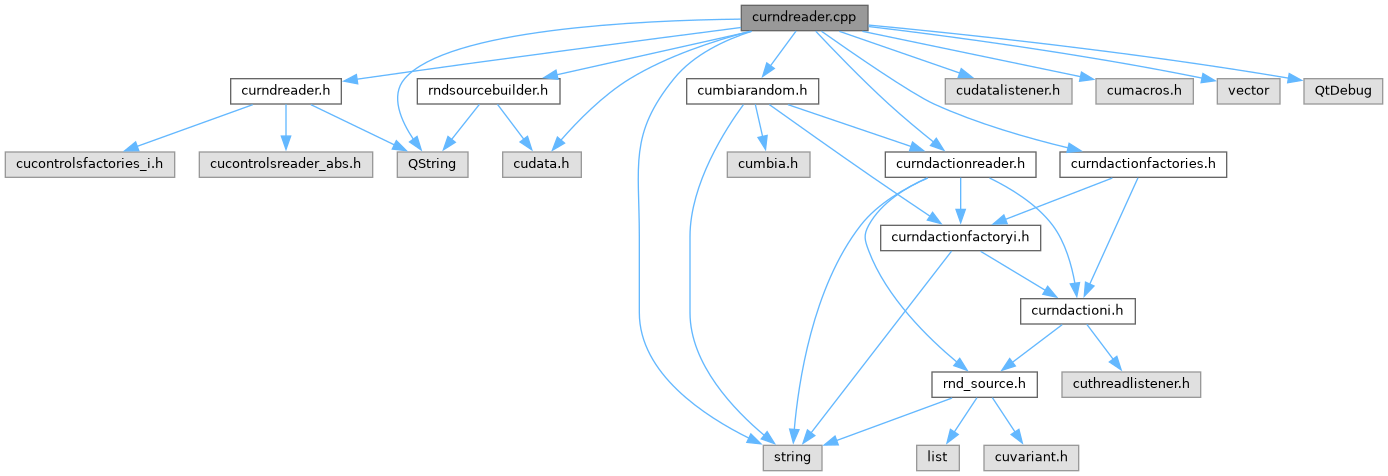 curndreader.cpp
curndreader.h
rndsourcebuilder.h
cumbiarandom.h
cudatalistener.h
cumacros.h
vector
QtDebug
cucontrolsfactories_i.h
cucontrolsreader_abs.h
QString
cudata.h
cumbia.h
curndactionreader.h
curndactionfactories.h
curndactionfactoryi.h
curndactioni.h
rnd_source.h
cuthreadlistener.h
string
list
cuvariant.h